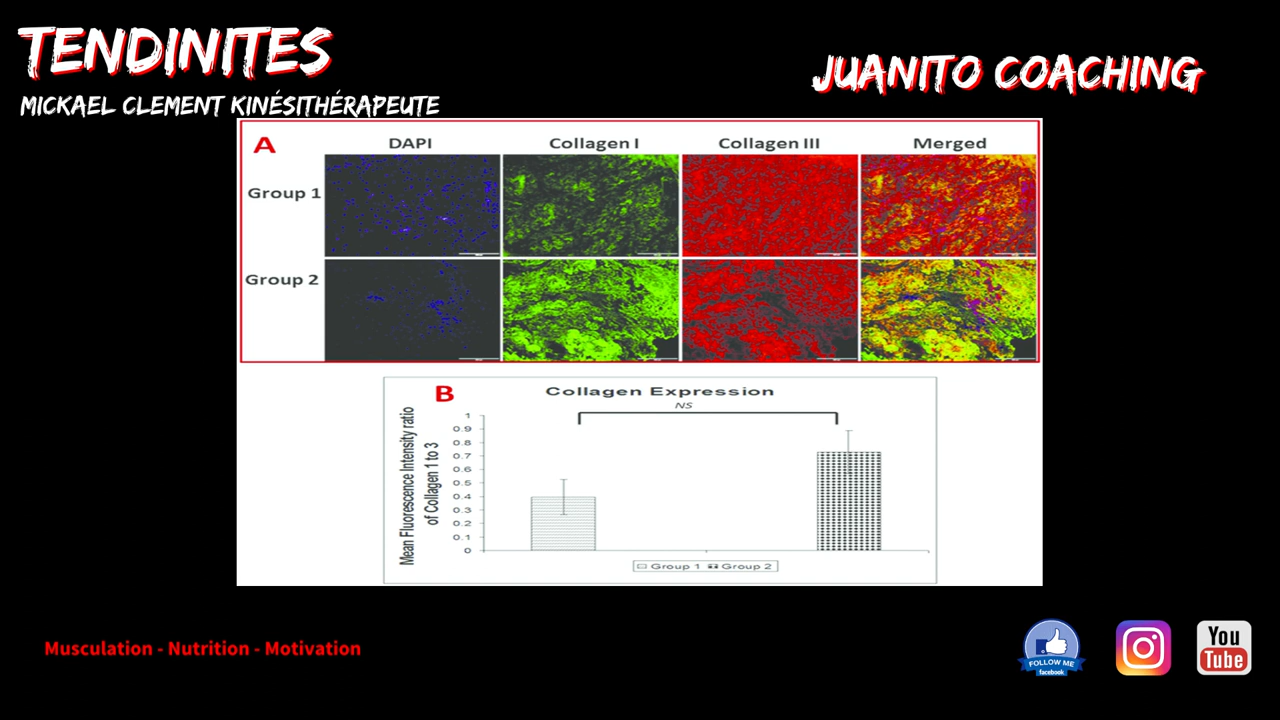 TENDINITES
MICKAEL CLEMENT KINÉSITHÉRAPEUTE
JUANITO COACHING
A
DAPI Collagen I Collagen III Merged
Group 1
Group 2
B
Collagen Expression
NS
Mean Fluorescence Intensity ratio
of Collagen 1 to 3
1
0.9
0.8
0.7
0.6
0.5
0.4
0.3
0.2
0.1
0
Group 1 Group 2
Musculation - Nutrition - Motivation
FOLLOW ME
facebook
You
Tube